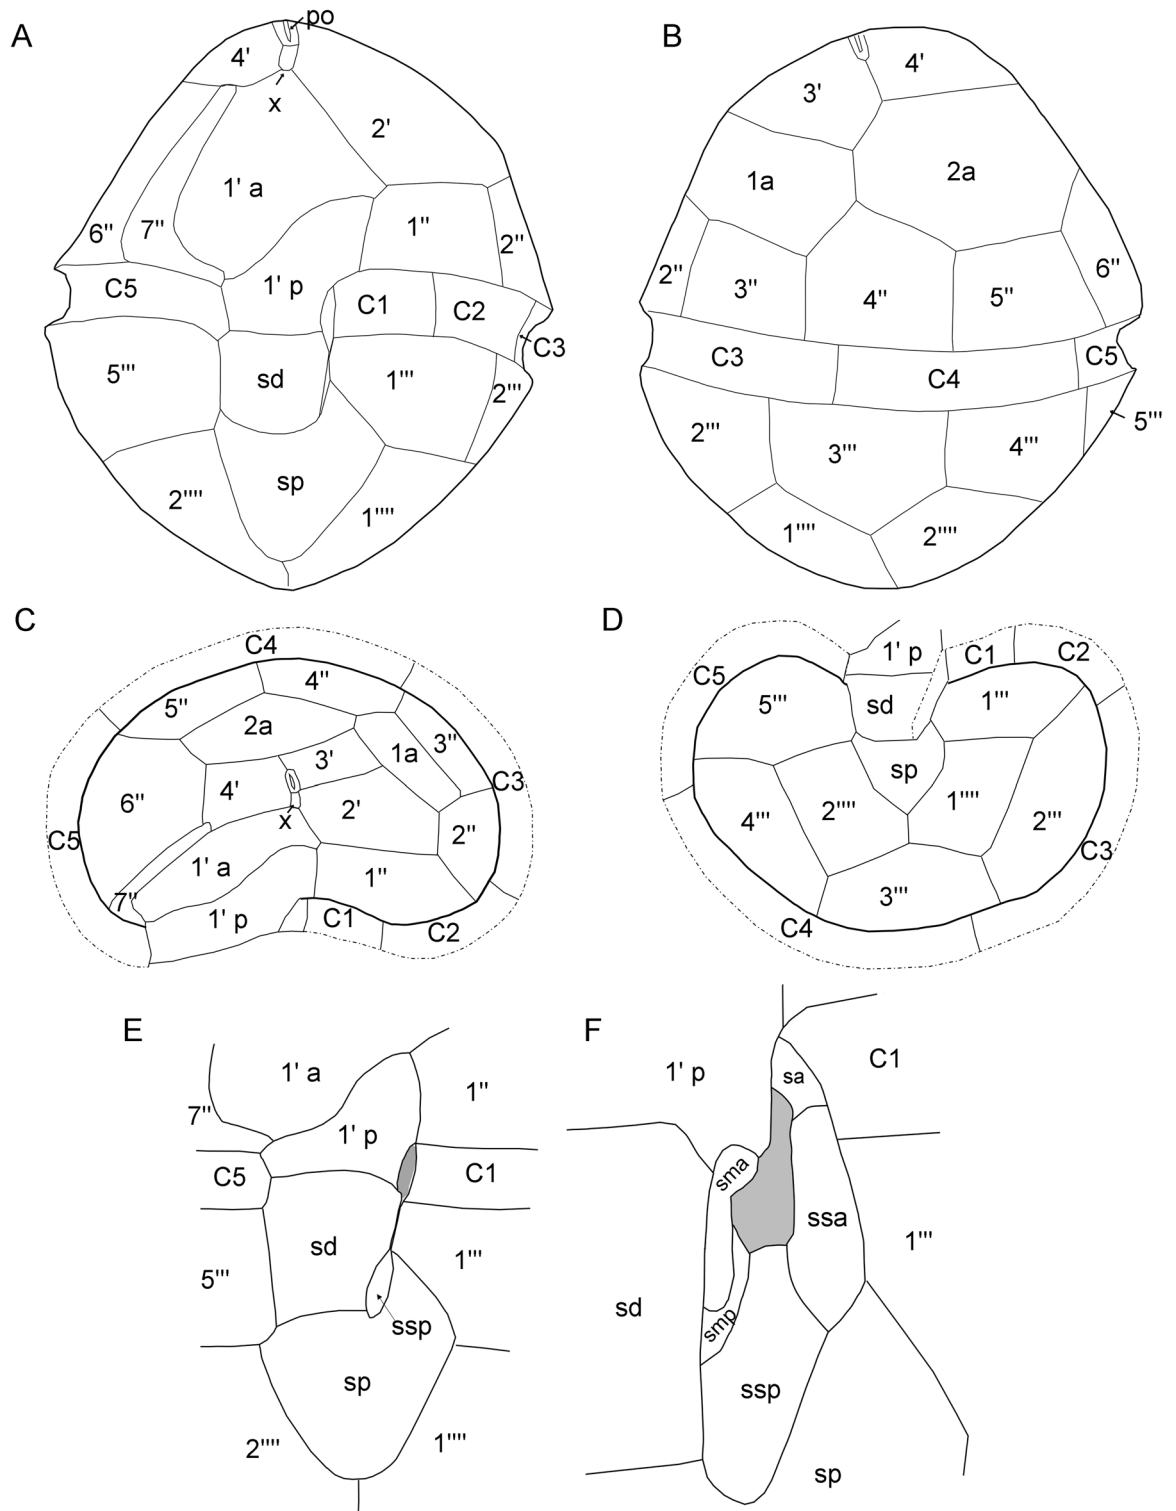 A
po
4'
x
2'
1' a
6''
7''
1''
2''
1' p
C5
C1
C2
C3
5'''
sd
1'''
2'''
sp
2''''
1''''
B
4'
3'
1a
2a
2''
3''
4''
5''
6''
C3
C4
C5
2'''
3'''
4'''
5'''
1''''
2''''
C
C4
5''
4''
2a
3'
1a
3''
C3
6''
4'
2'
x
2''
C5
1' a
1''
7''
1' p
C1
C2
D
1' p
C1
C2
C5
5'''
sd
1'''
sp
4'''
2''''
1''''
2'''
C3
3'''
C4
E
1' a
1''
7''
1' p
C5
C1
sd
1'''
5'''
ssp
sp
2''''
1''''
F
1' p
sa
C1
sma
ssa
1'''
sd
smp
ssp
sp